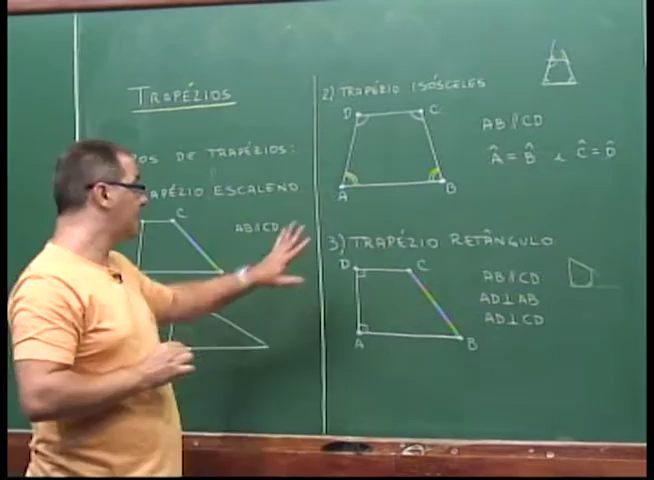 TRAPÉZIOS
OS DE TRAPÉZIOS:
APÉZIO ESCALENO
C
AB//CD
2) TRAPÉZIO ISÓSCELES
D C
A B
AB//CD
Â = B̂ e Ĉ = D̂
3) TRAPÉZIO RETÂNGULO
D C
A B
AB//CD
AD⊥AB
AD⊥CD